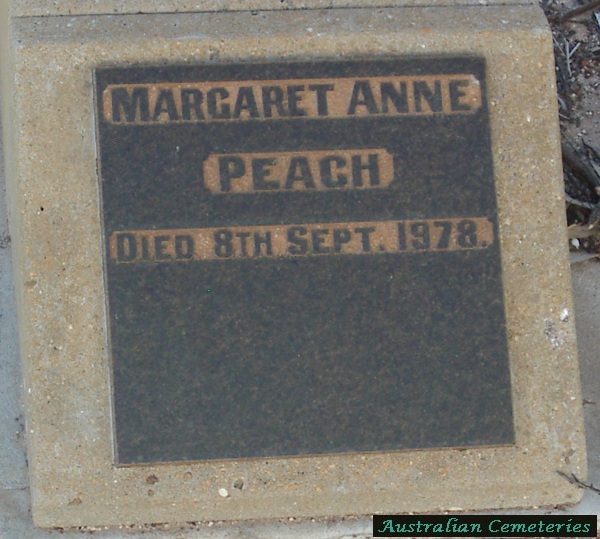 MARGARET ANNE
PEACH
DIED 8TH SEPT. 1978.
Australian Cemeteries